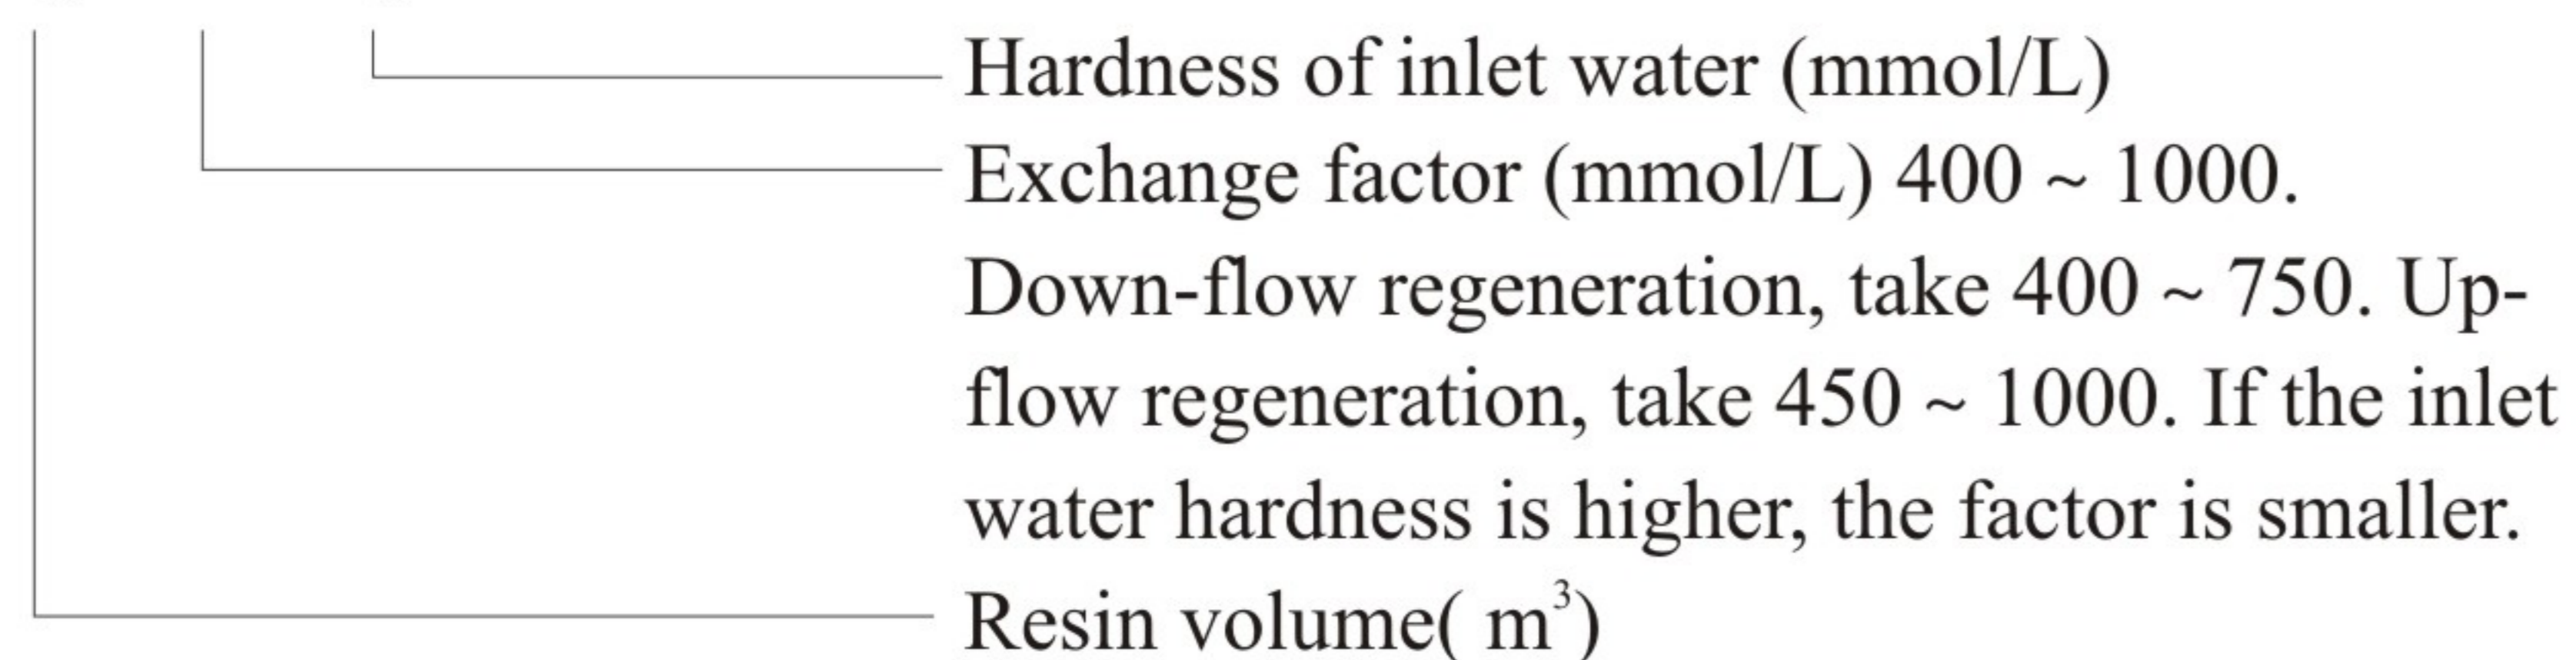 Hardness of inlet water (mmol/L)
Exchange factor (mmol/L) 400 ~ 1000.
Down-flow regeneration, take 400 ~ 750. Up-
flow regeneration, take 450 ~ 1000. If the inlet
water hardness is higher, the factor is smaller.
Resin volume( m³)